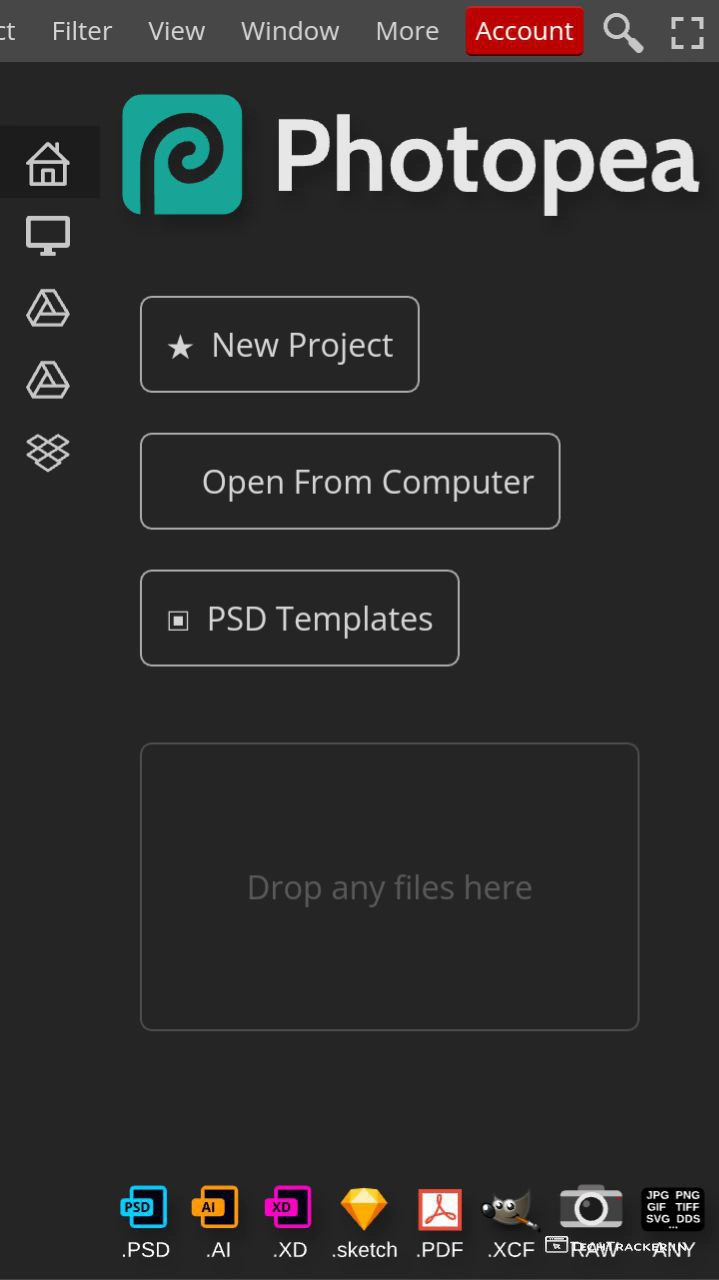 ct Filter View Window More Account
Photopea
★ New Project
Open From Computer
▣ PSD Templates
Drop any files here
PSD AI XD JPG PNG
GIF TIFF
SVG DDS
...
.PSD .AI .XD .sketch .PDF .XCF RAW ANY
TECHTRACKER.IN